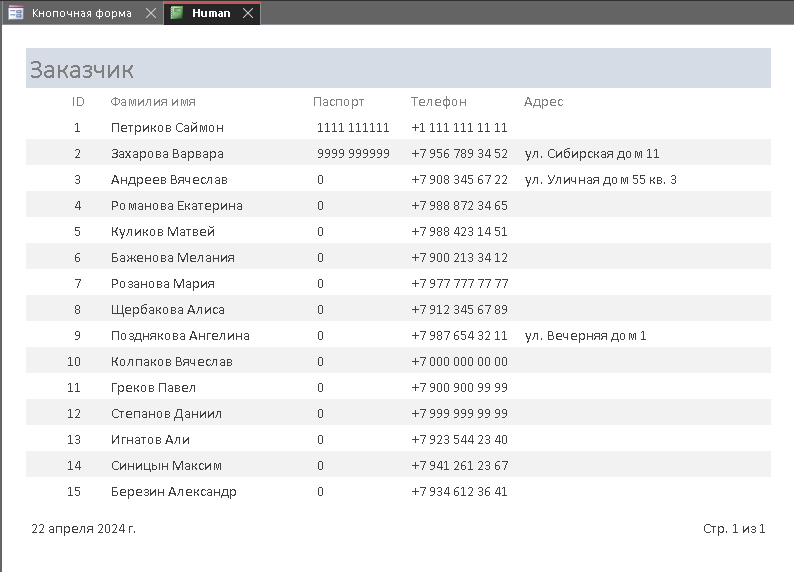 Кнопочная форма Human
Заказчик
ID Фамилия имя Паспорт Телефон Адрес
1 Петриков Саймон 1111 111111 +1 111 111 11 11
2 Захарова Варвара 9999 999999 +7 956 789 34 52 ул. Сибирская дом 11
3 Андреев Вячеслав 0 +7 908 345 67 22 ул. Уличная дом 55 кв. 3
4 Романова Екатерина 0 +7 988 872 34 65
5 Куликов Матвей 0 +7 988 423 14 51
6 Баженова Мелания 0 +7 900 213 34 12
7 Розанова Мария 0 +7 977 777 77 77
8 Щербакова Алиса 0 +7 912 345 67 89
9 Позднякова Ангелина 0 +7 987 654 32 11 ул. Вечерняя дом 1
10 Колпаков Вячеслав 0 +7 000 000 00 00
11 Греков Павел 0 +7 900 900 99 99
12 Степанов Даниил 0 +7 999 999 99 99
13 Игнатов Али 0 +7 923 544 23 40
14 Синицын Максим 0 +7 941 261 23 67
15 Березин Александр 0 +7 934 612 36 41
22 апреля 2024 г. Стр. 1 из 1